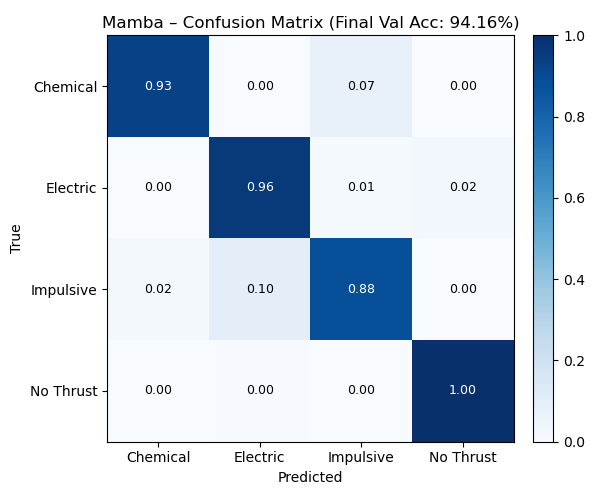 Mamba – Confusion Matrix (Final Val Acc: 94.16%)
True
Chemical 0.93 0.00 0.07 0.00
Electric 0.00 0.96 0.01 0.02
Impulsive 0.02 0.10 0.88 0.00
No Thrust 0.00 0.00 0.00 1.00
Chemical Electric Impulsive No Thrust
Predicted
1.0
0.8
0.6
0.4
0.2
0.0